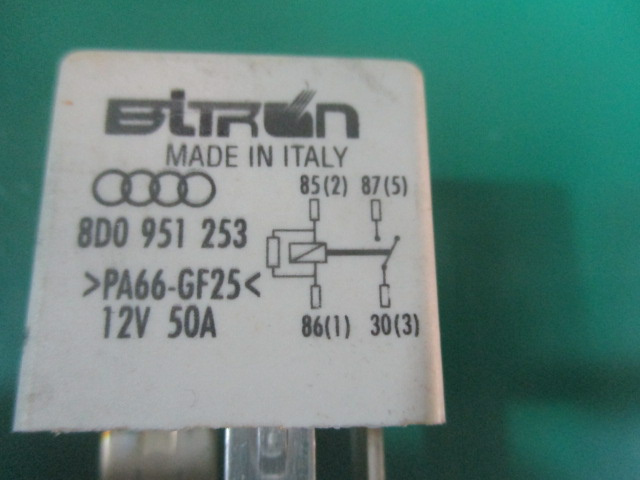 BiTRON
MADE IN ITALY
85(2) 87(5)
8D0 951 253
>PA66-GF25<
12V 50A
86(1) 30(3)